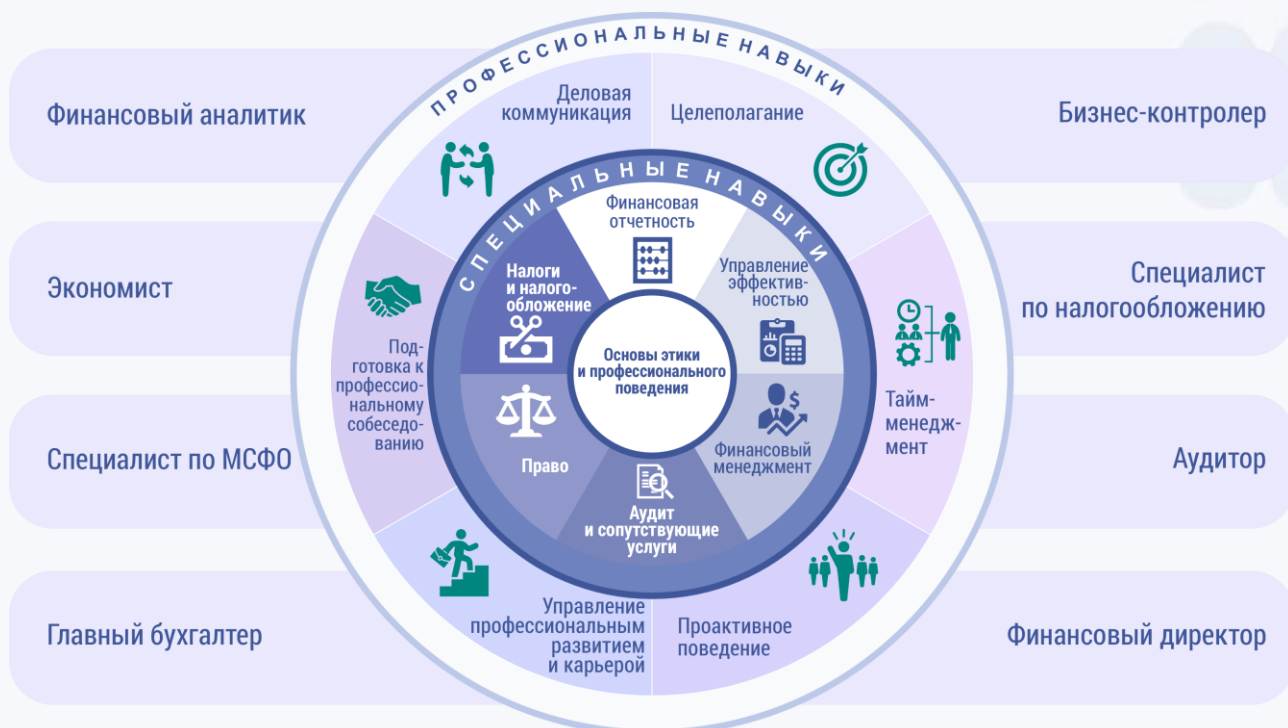 ПРОФЕССИОНАЛЬНЫЕ НАВЫКИ
Финансовый аналитик
Экономист
Специалист по МСФО
Главный бухгалтер
Деловая
коммуникация
Целеполагание
Тайм-
менедж-
мент
Проактивное
поведение
Управление
профессиональным
развитием
и карьерой
Под-
готовка к
профессио-
нальному
собеседо-
ванию
СПЕЦИАЛЬНЫЕ НАВЫКИ
Финансовая
отчетность
Управление
эффектив-
ностью
Финансовый
менеджмент
Аудит
и сопутствующие
услуги
Право
Налоги
и налого-
обложение
Основы этики
и профессионального
поведения
Бизнес-контролер
Специалист
по налогообложению
Аудитор
Финансовый директор